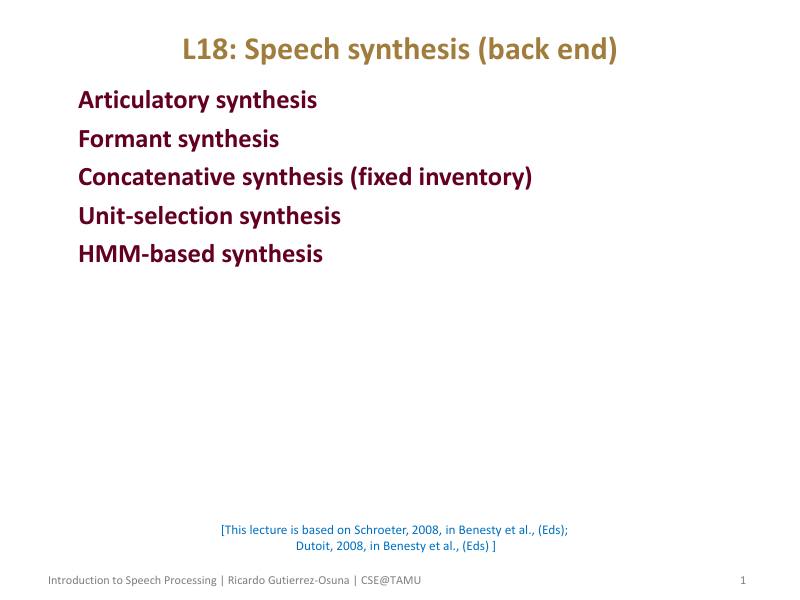 L18: Speech synthesis (back end)
Articulatory synthesis
Formant synthesis
Concatenative synthesis (fixed inventory)
Unit-selection synthesis
HMM-based synthesis
[This lecture is based on Schroeter, 2008, in Benesty et al., (Eds);
Dutoit, 2008, in Benesty et al., (Eds) ]
Introduction to Speech Processing | Ricardo Gutierrez-Osuna | CSE@TAMU 1